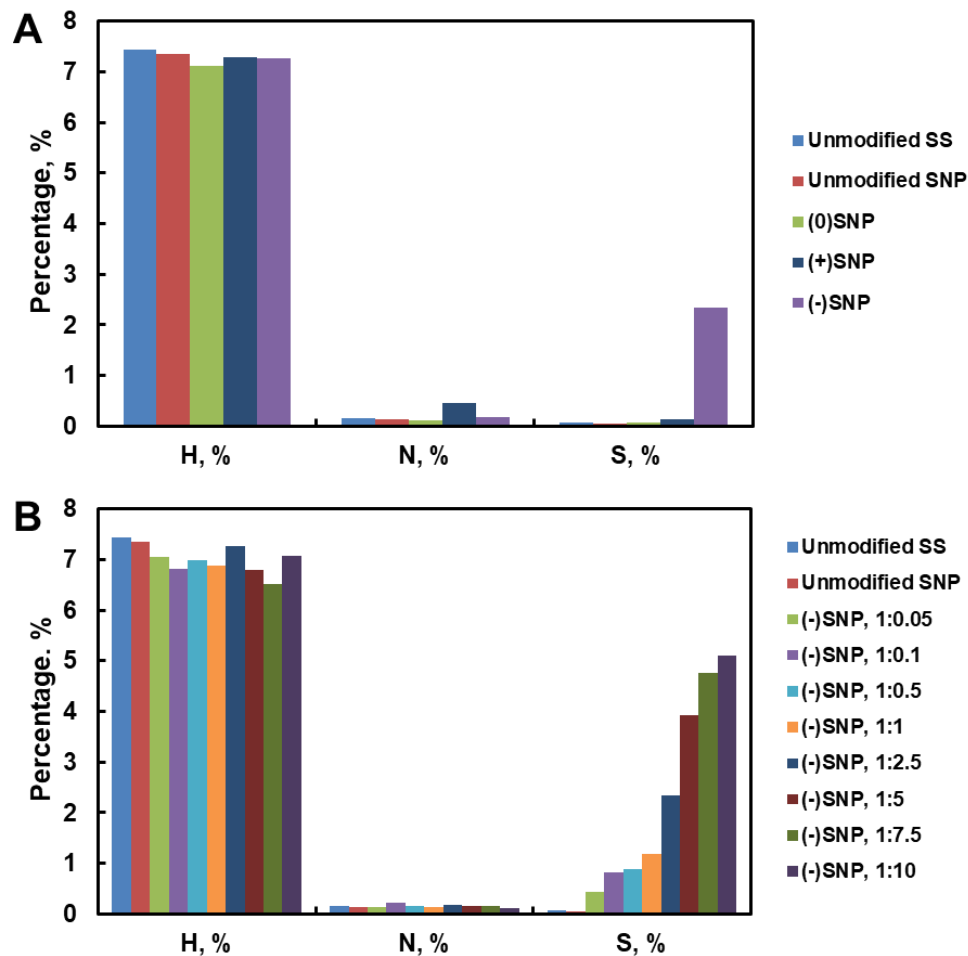 A
Percentage, %
8
7
6
5
4
3
2
1
0
H, %
N, %
S, %
Unmodified SS
Unmodified SNP
(0)SNP
(+)SNP
(-)SNP
B
Percentage. %
8
7
6
5
4
3
2
1
0
H, %
N, %
S, %
Unmodified SS
Unmodified SNP
(-)SNP, 1:0.05
(-)SNP, 1:0.1
(-)SNP, 1:0.5
(-)SNP, 1:1
(-)SNP, 1:2.5
(-)SNP, 1:5
(-)SNP, 1:7.5
(-)SNP, 1:10